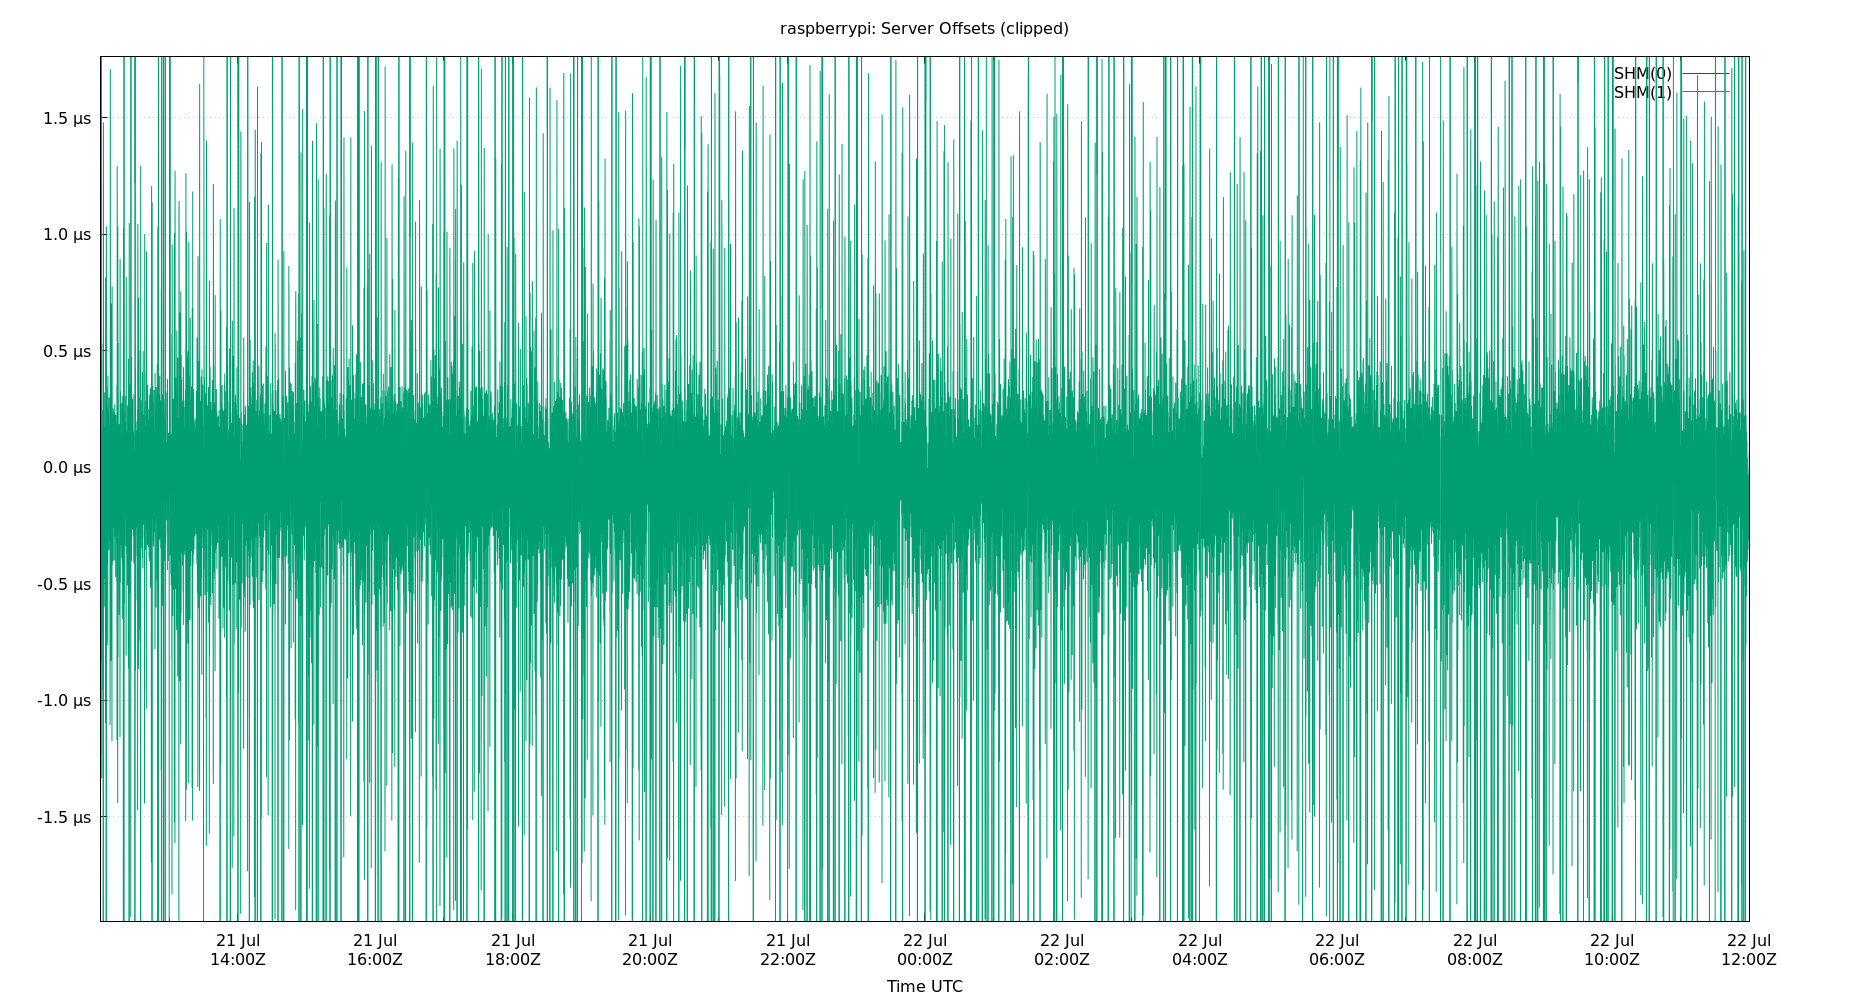 raspberrypi: Server Offsets (clipped)
SHM(0)
SHM(1)
1.5 µs
1.0 µs
0.5 µs
0.0 µs
-0.5 µs
-1.0 µs
-1.5 µs
21 Jul 21 Jul 21 Jul 21 Jul 21 Jul 22 Jul 22 Jul 22 Jul 22 Jul 22 Jul 22 Jul 22 Jul
14:00Z 16:00Z 18:00Z 20:00Z 22:00Z 00:00Z 02:00Z 04:00Z 06:00Z 08:00Z 10:00Z 12:00Z
Time UTC